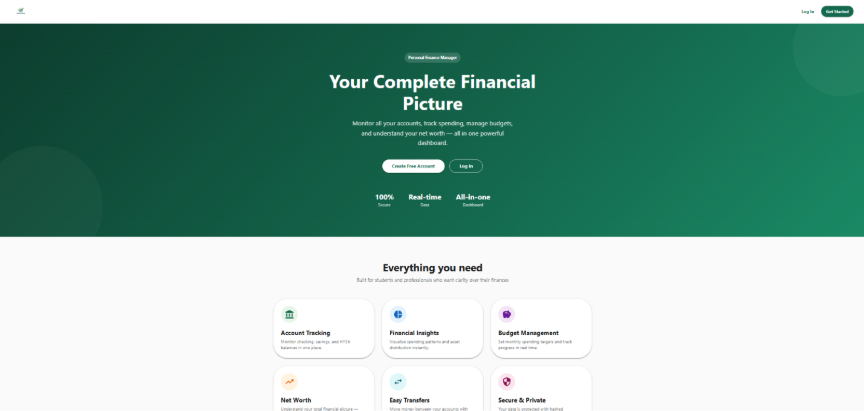 Log In
Get Started
Personal Finance Manager
Your Complete Financial
Picture
Monitor all your accounts, track spending, manage budgets,
and understand your net worth — all in one powerful
dashboard.
Create Free Account
Log In
100%
Secure
Real-time
Data
All-in-one
Dashboard
Everything you need
Built for students and professionals who want clarity over their finances
Account Tracking
Monitor checking, savings, and HYSA
balances in one place.
Financial Insights
Visualize spending patterns and asset
distribution instantly.
Budget Management
Set monthly spending targets and track
progress in real time.
Net Worth
Understand your total financial picture —
Easy Transfers
Move money between your accounts with
Secure & Private
Your data is protected with hashed